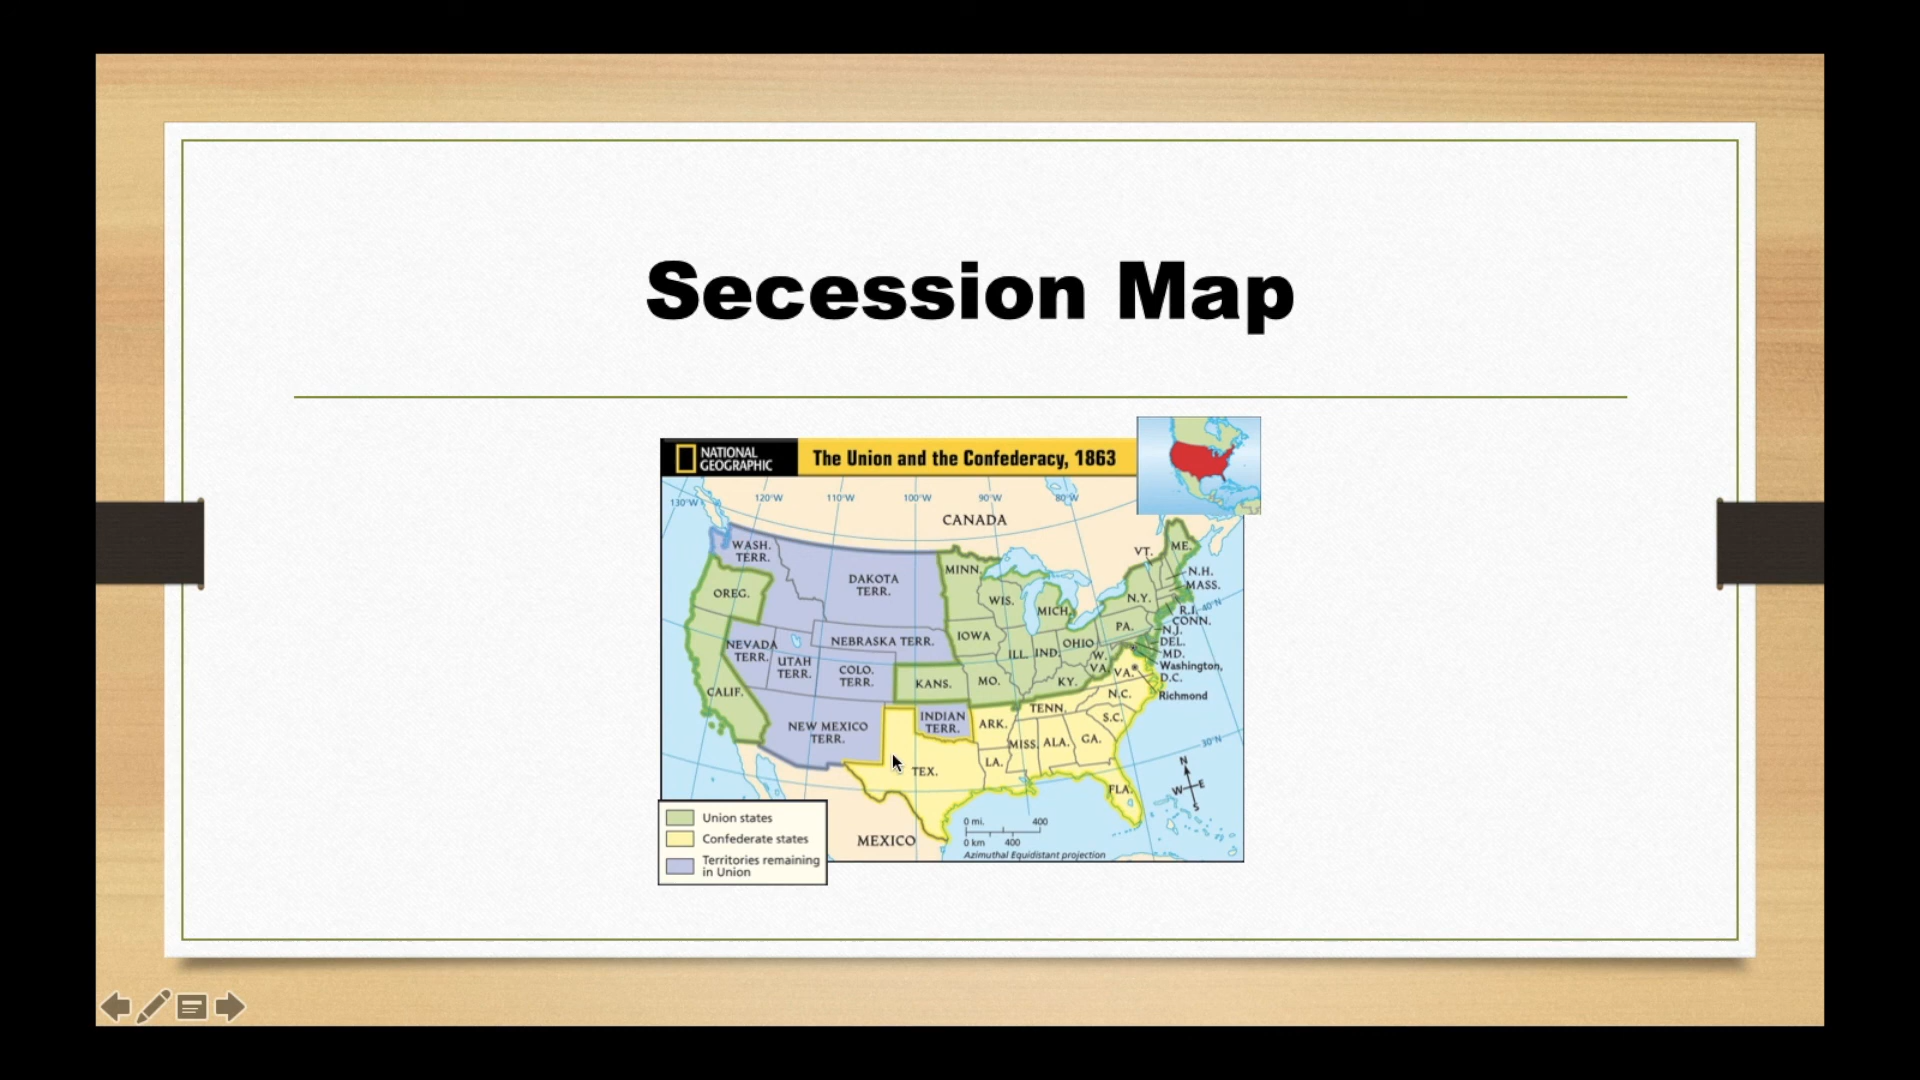 Secession Map
NATIONAL
GEOGRAPHIC
The Union and the Confederacy, 1863
130°W
120°W
110°W
100°W
90°W
80°W
CANADA
WASH.
TERR.
DAKOTA
TERR.
MINN.
VT.
ME.
N.H.
MASS.
OREG.
WIS.
MICH.
N.Y.
R.I.
40°N
CONN.
PA.
N.J.
NEVADA
TERR.
NEBRASKA TERR.
IOWA
OHIO
DEL.
MD.
UTAH
TERR.
COLO.
TERR.
ILL.
IND.
W.
VA.
VA.
Washington,
D.C.
CALIF.
KANS.
MO.
KY.
N.C.
Richmond
NEW MEXICO
TERR.
INDIAN
TERR.
ARK.
TENN.
S.C.
MISS.
ALA.
GA.
30°N
TEX.
LA.
FLA.
N
W
E
S
MEXICO
0 mi.
400
0 km
400
Azimuthal Equidistant projection
Union states
Confederate states
Territories remaining
in Union